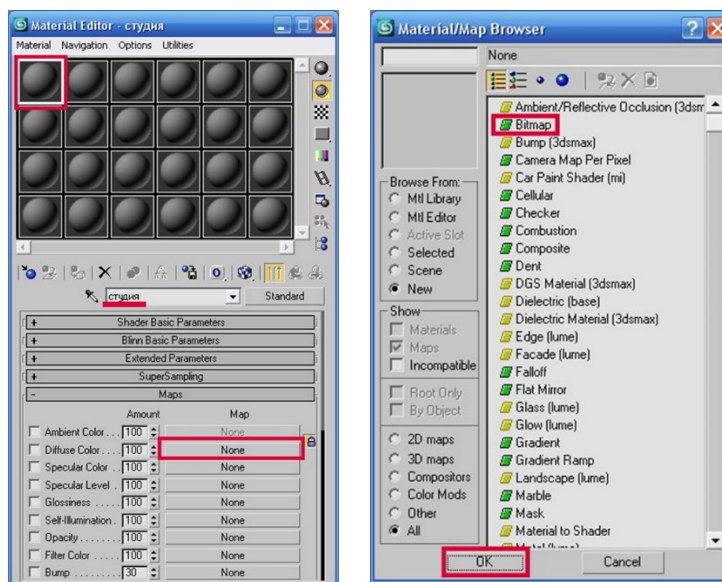 Material Editor - студия
Material Navigation Options Utilities
студия Standard
+ Shader Basic Parameters
+ Blinn Basic Parameters
+ Extended Parameters
+ SuperSampling
- Maps
Amount Map
Ambient Color . . . 100 None
Diffuse Color . . . . 100 None
Specular Color . . 100 None
Specular Level . 100 None
Glossiness . . . . . 100 None
Self-Illumination . 100 None
Opacity . . . . . . . . 100 None
Filter Color . . . . . 100 None
Bump . . . . . . . . . 30 None
Material/Map Browser
None
Browse From:
Mtl Library
Mtl Editor
Active Slot
Selected
Scene
New
Show
Materials
Maps
Incompatible
Root Only
By Object
2D maps
3D maps
Compositors
Color Mods
Other
All
Ambient/Reflective Occlusion (3dsm
Bitmap
Bump (3dsmax)
Camera Map Per Pixel
Car Paint Shader (mi)
Cellular
Checker
Combustion
Composite
Dent
DGS Material (3dsmax)
Dielectric (base)
Dielectric Material (3dsmax)
Edge (lume)
Facade (lume)
Falloff
Flat Mirror
Glass (lume)
Glow (lume)
Gradient
Gradient Ramp
Landscape (lume)
Marble
Mask
Material to Shader
OK Cancel